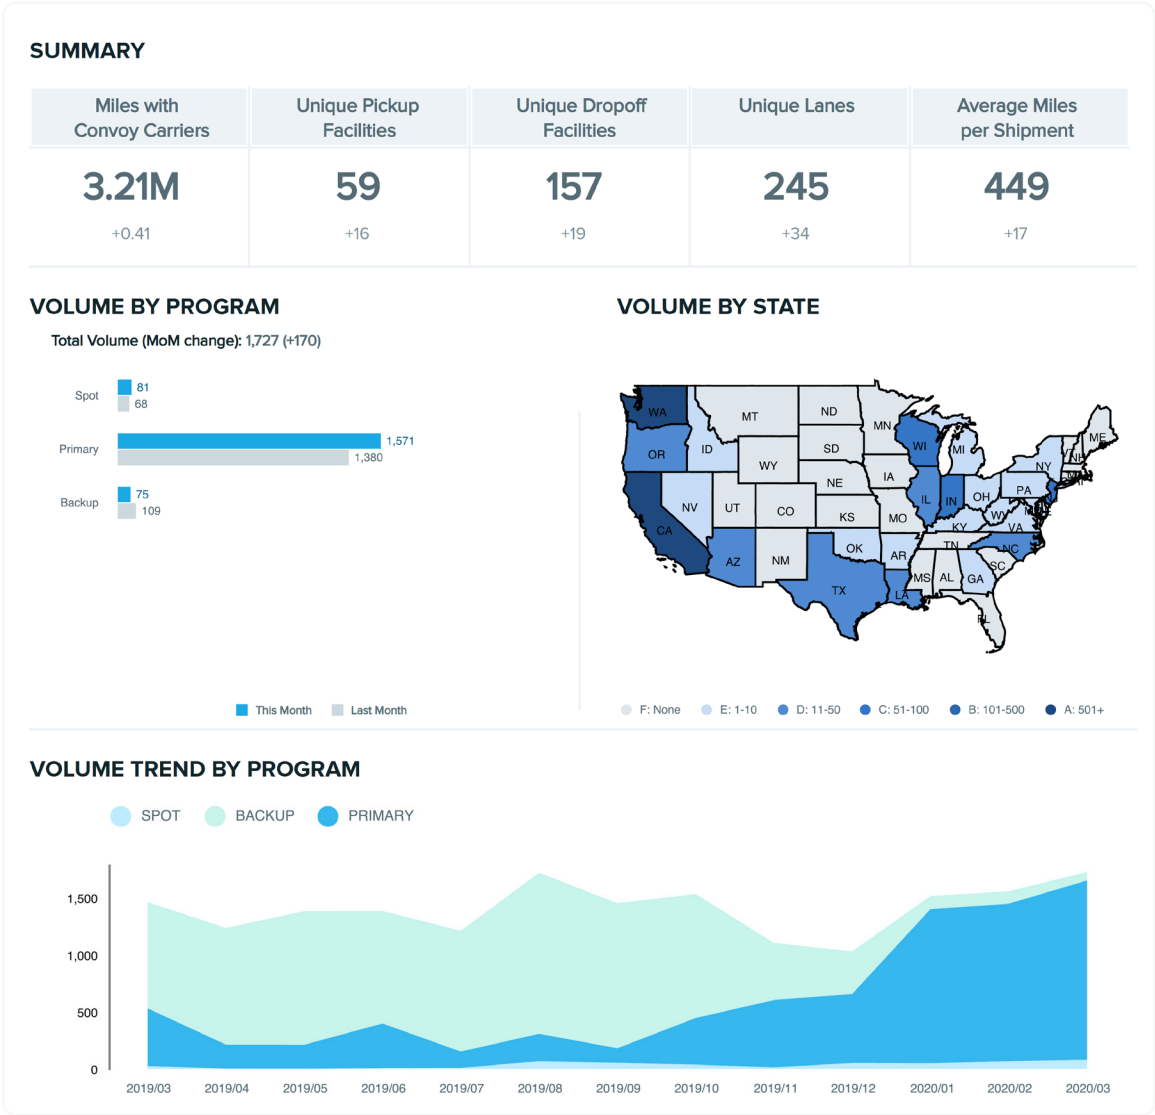 SUMMARY
Miles with
Convoy Carriers
Unique Pickup
Facilities
Unique Dropoff
Facilities
Unique Lanes
Average Miles
per Shipment
3.21M
59
157
245
449
+0.41
+16
+19
+34
+17
VOLUME BY PROGRAM
Total Volume (MoM change): 1,727 (+170)
Spot
81
68
Primary
1,571
1,380
Backup
75
109
This Month
Last Month
VOLUME BY STATE
WA
MT
ND
MN
WI
MI
ME
OR
ID
SD
NY
WY
IA
NE
PA
NV
UT
CO
IL
IN
OH
KS
MO
WV
VA
KY
CA
AZ
NM
OK
AR
TN
NC
SC
TX
LA
MS
AL
GA
FL
F: None
E: 1-10
D: 11-50
C: 51-100
B: 101-500
A: 501+
VOLUME TREND BY PROGRAM
SPOT
BACKUP
PRIMARY
1,500
1,000
500
0
2019/03
2019/04
2019/05
2019/06
2019/07
2019/08
2019/09
2019/10
2019/11
2019/12
2020/01
2020/02
2020/03